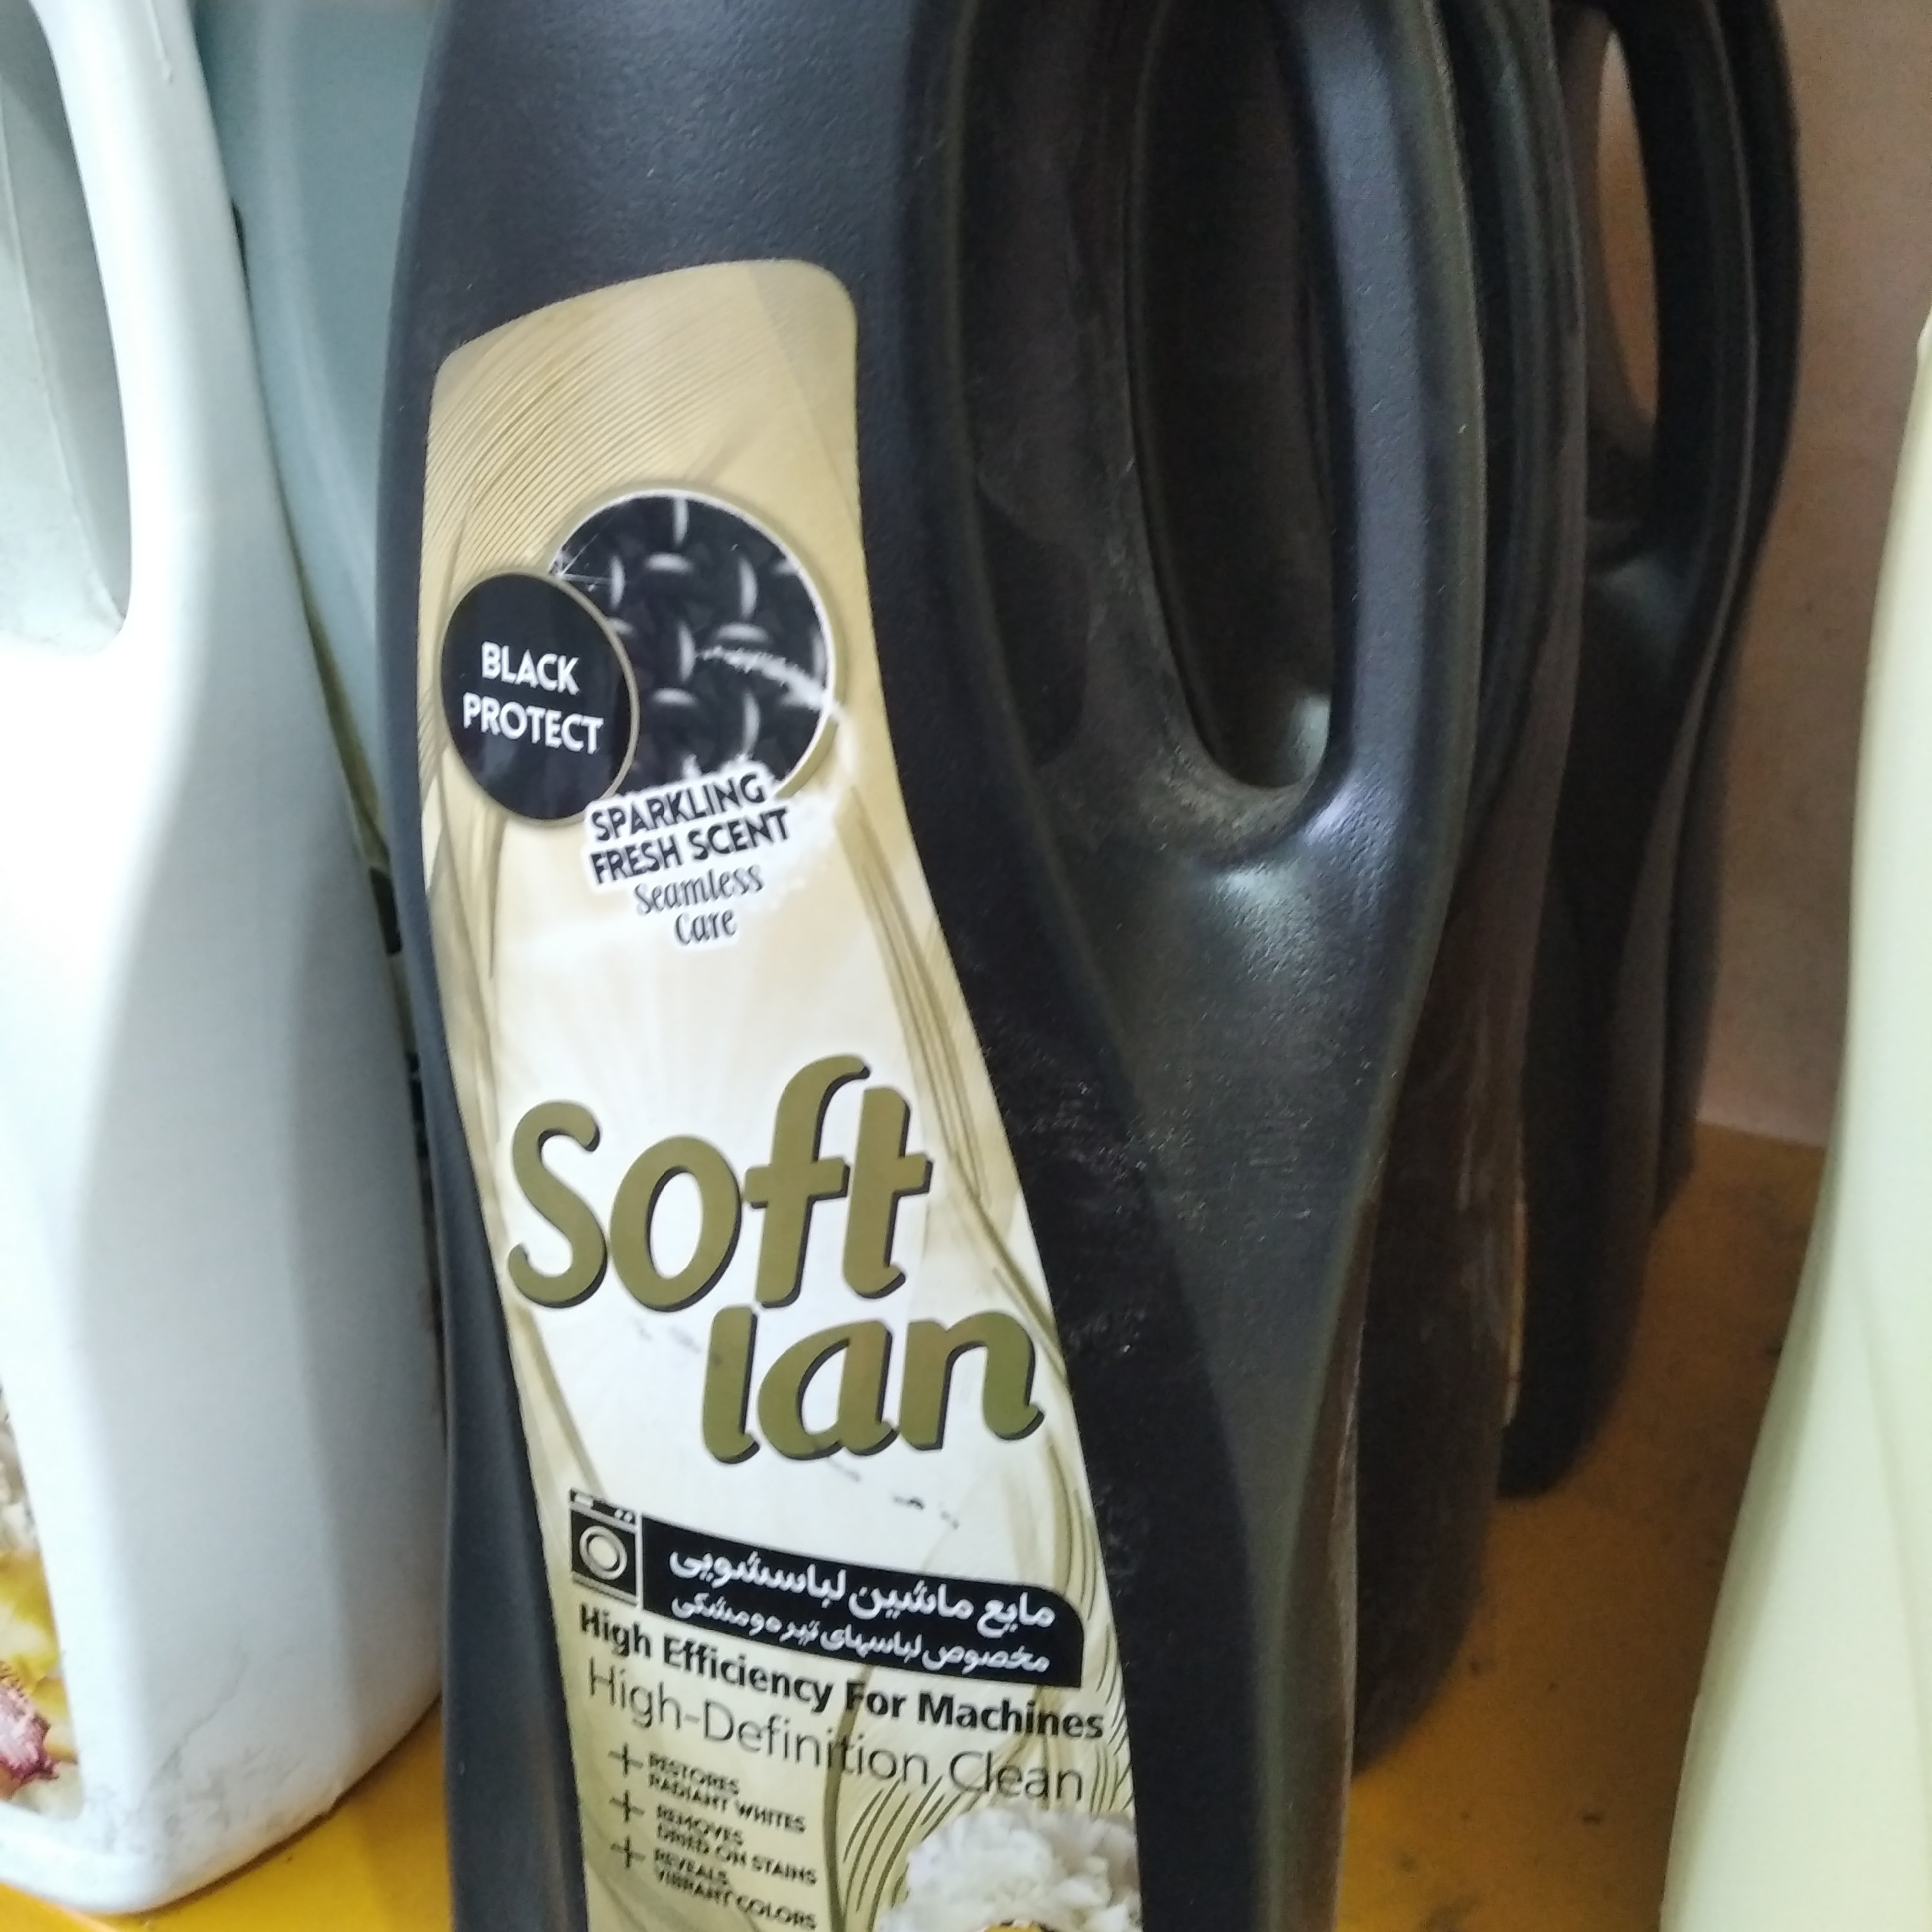 BLACK
PROTECT
SPARKLING
FRESH SCENT
Seamless
Care
Soft
lan
مایع ماشین لباسشویی
مخصوص لباسهای تیره و مشکی
High Efficiency For Machines
High-Definition Clean
+ RESTORES
RADIANT WHITES
+ REMOVES
DRIED ON STAINS
+ REVEALS
VIBRANT COLORS